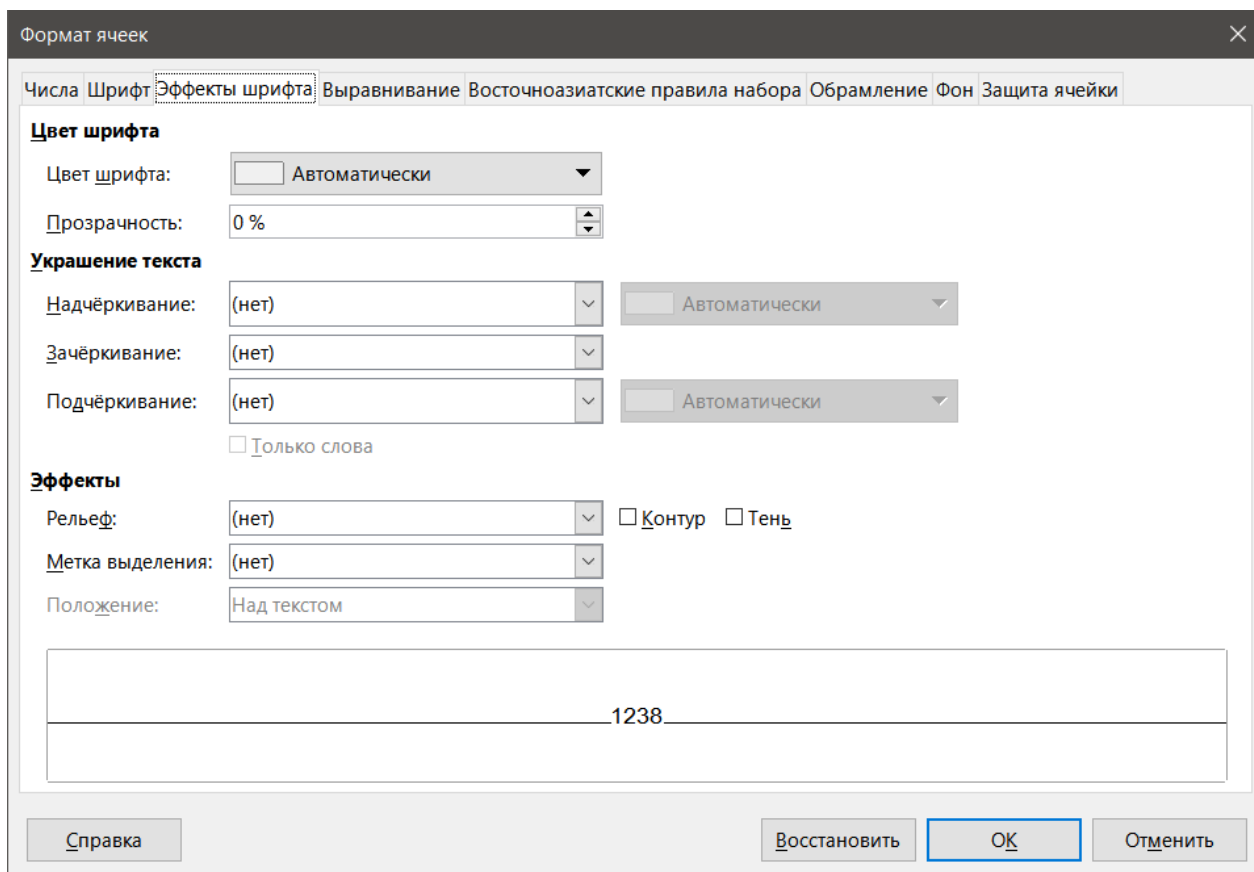 Формат ячеек
Числа Шрифт Эффекты шрифта Выравнивание Восточноазиатские правила набора Обрамление Фон Защита ячейки
Цвет шрифта
Цвет шрифта: Автоматически
Прозрачность: 0 %
Украшение текста
Надчёркивание: (нет) Автоматически
Зачёркивание: (нет)
Подчёркивание: (нет) Автоматически
Только слова
Эффекты
Рельеф: (нет) Контур Тень
Метка выделения: (нет)
Положение: Над текстом
1238
Справка Восстановить ОК Отменить